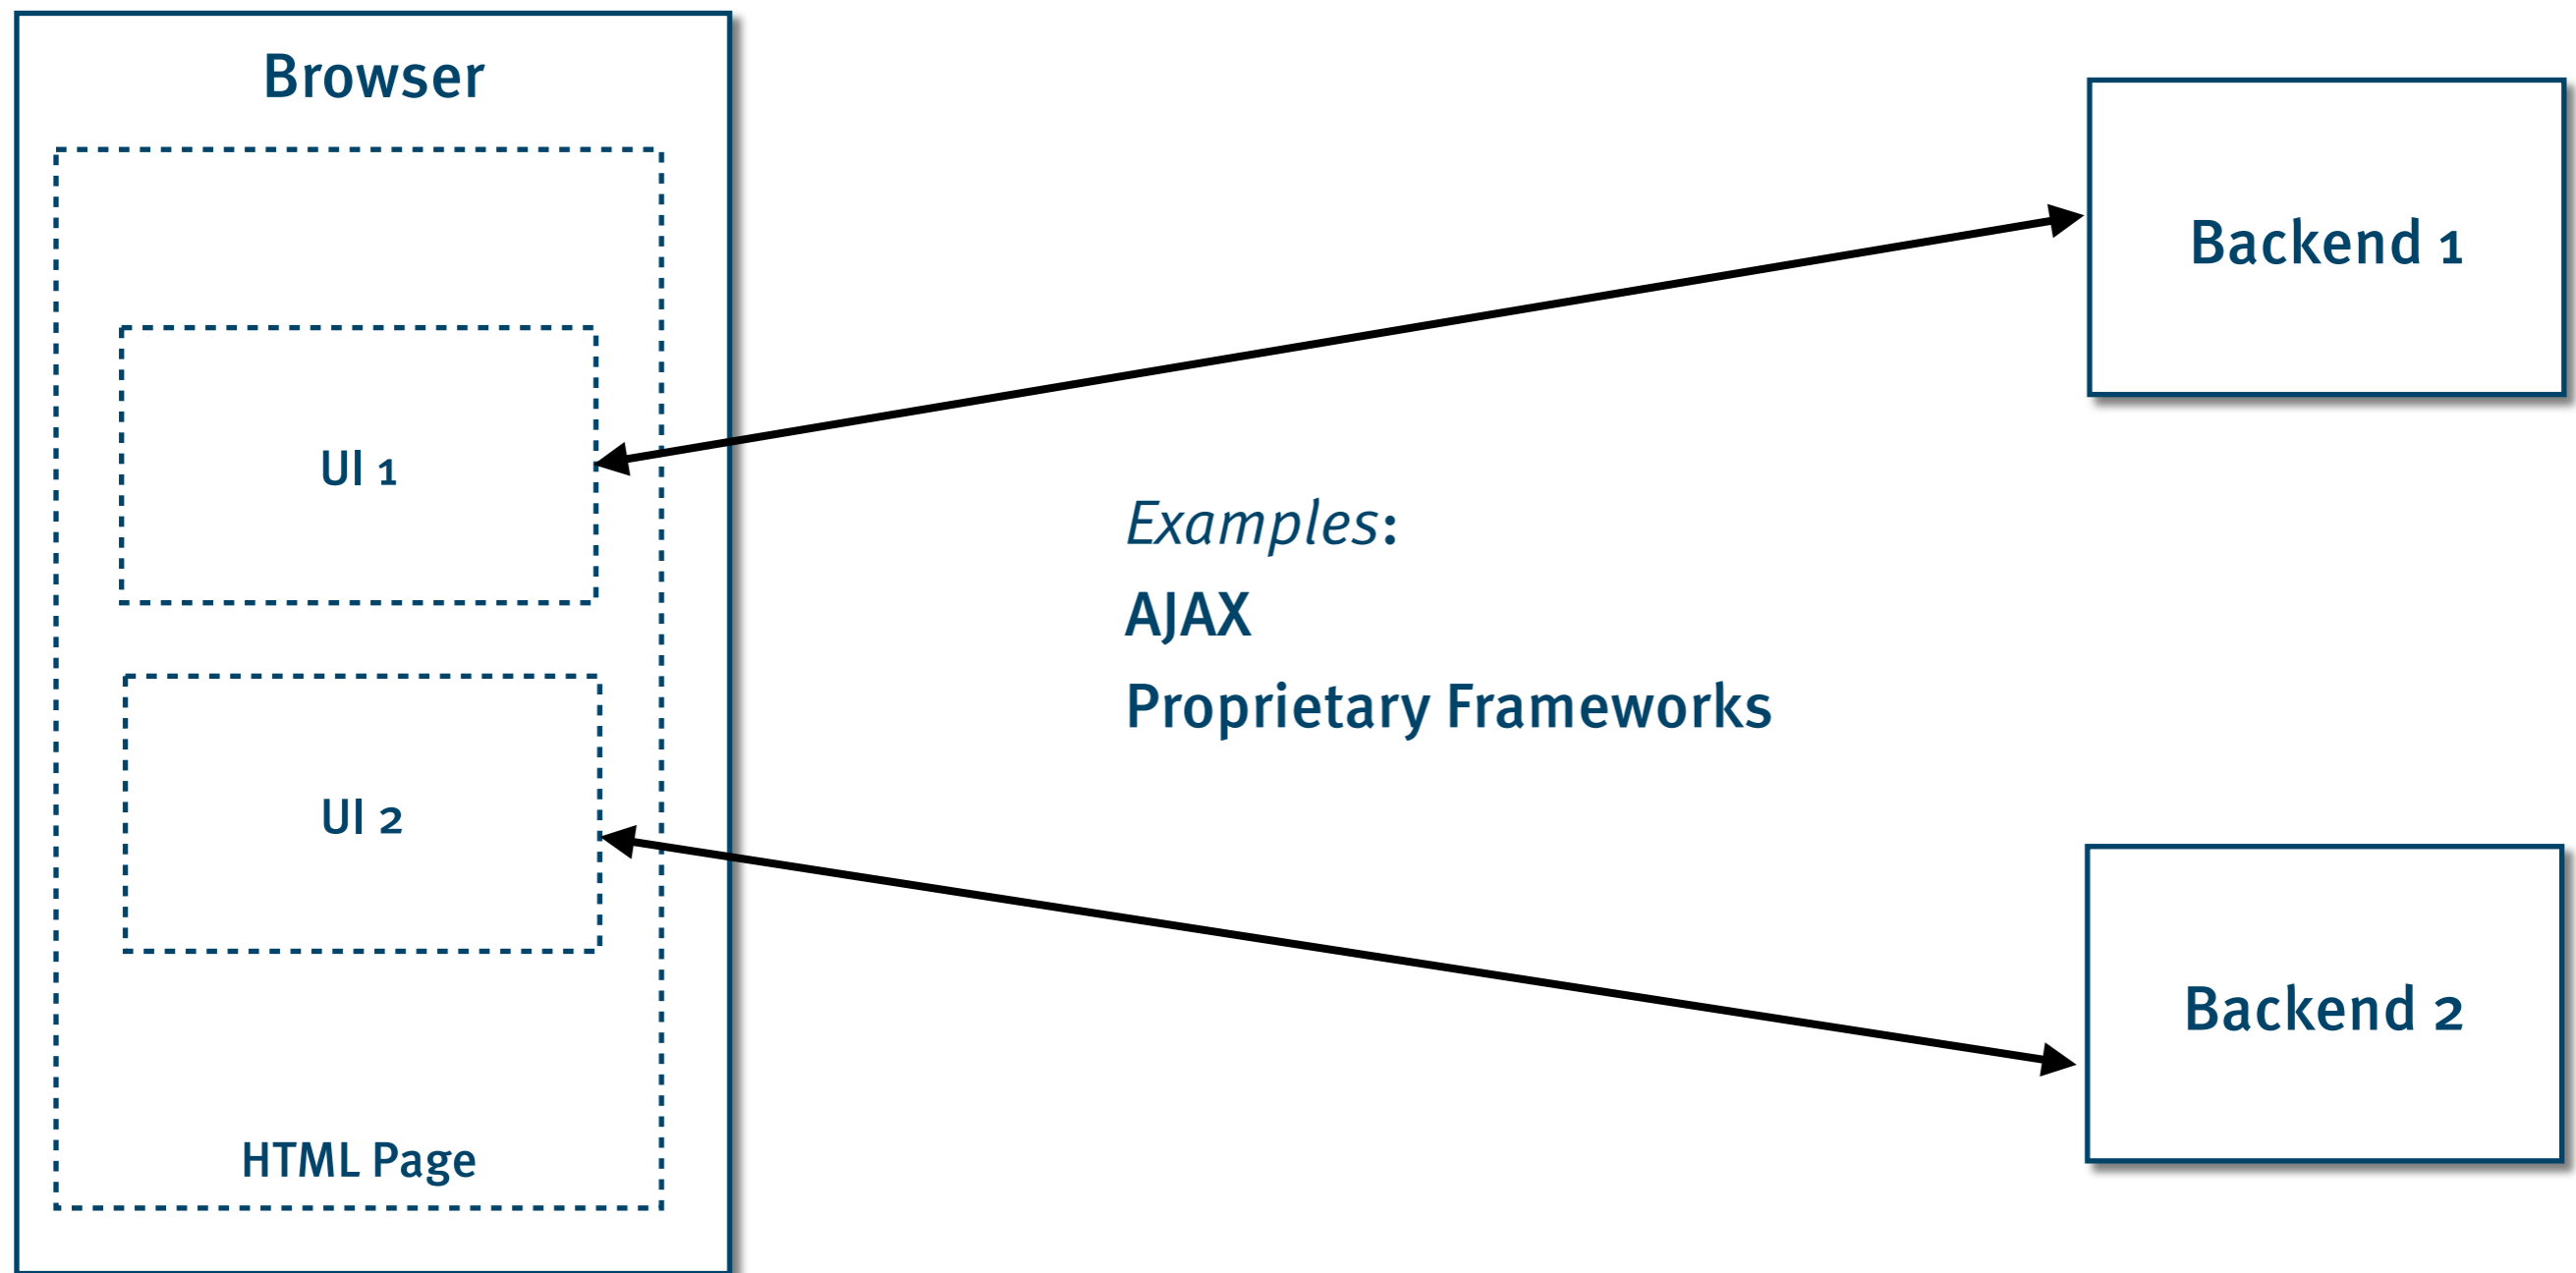 Browser
UI 1
UI 2
HTML Page
Examples:
AJAX
Proprietary Frameworks
Backend 1
Backend 2